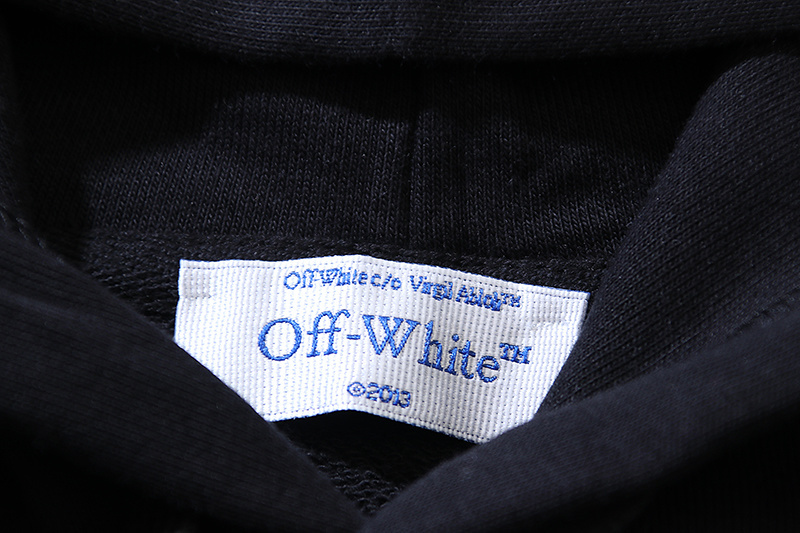 Off-White c/o Virgil Abloh™
Off-White™
©2013